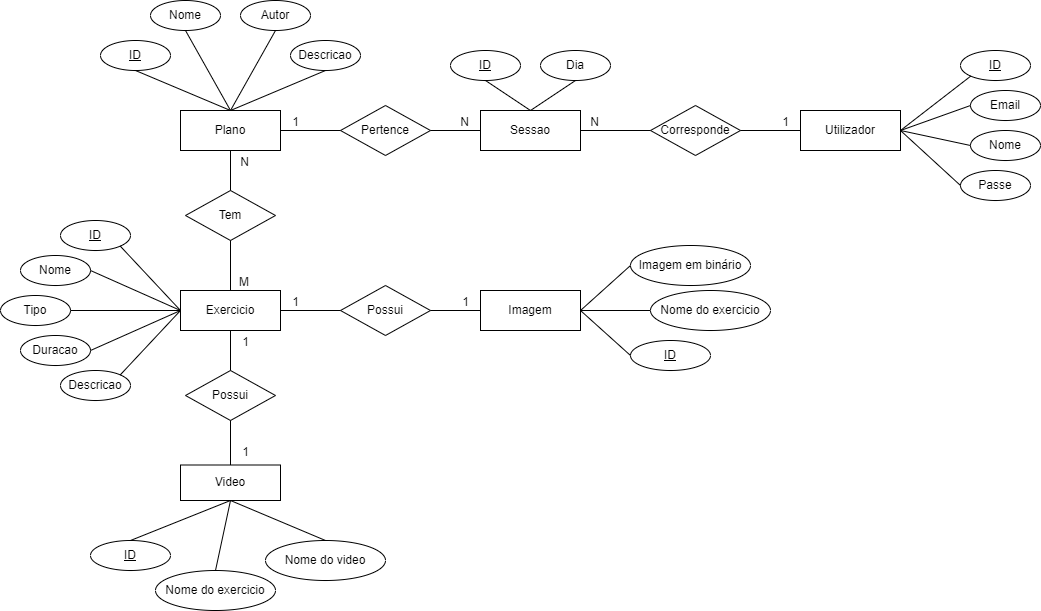 Nome
Autor
ID
Descricao
ID
Dia
ID
Email
Nome
Passe
Plano
1
Pertence
N
Sessao
N
Corresponde
1
Utilizador
N
Tem
M
ID
Nome
Tipo
Duracao
Descricao
Exercicio
1
Possui
1
Imagem
Imagem em binário
Nome do exercicio
ID
1
Possui
1
Video
ID
Nome do exercicio
Nome do video